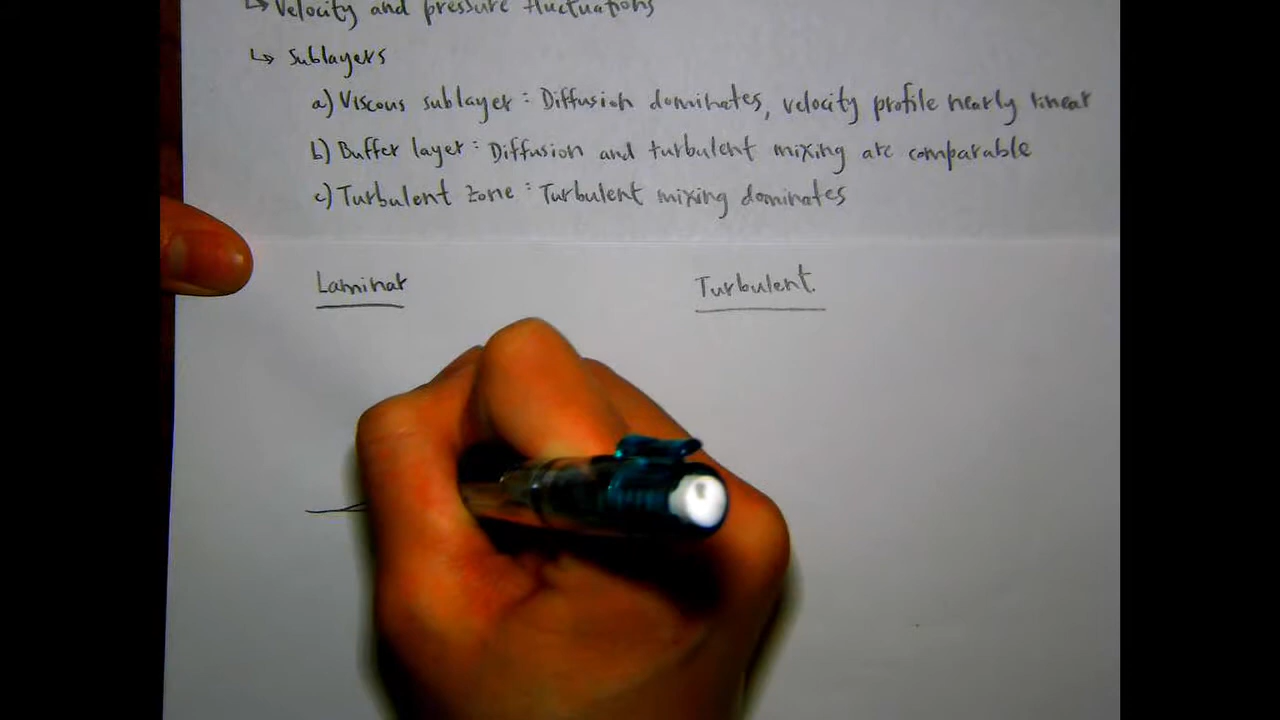 ↳ Velocity and pressure fluctuations
↳ Sublayers
a) Viscous sublayer : Diffusion dominates, velocity profile nearly linear
b) Buffer layer : Diffusion and turbulent mixing are comparable
c) Turbulent zone : Turbulent mixing dominates
Laminar Turbulent.